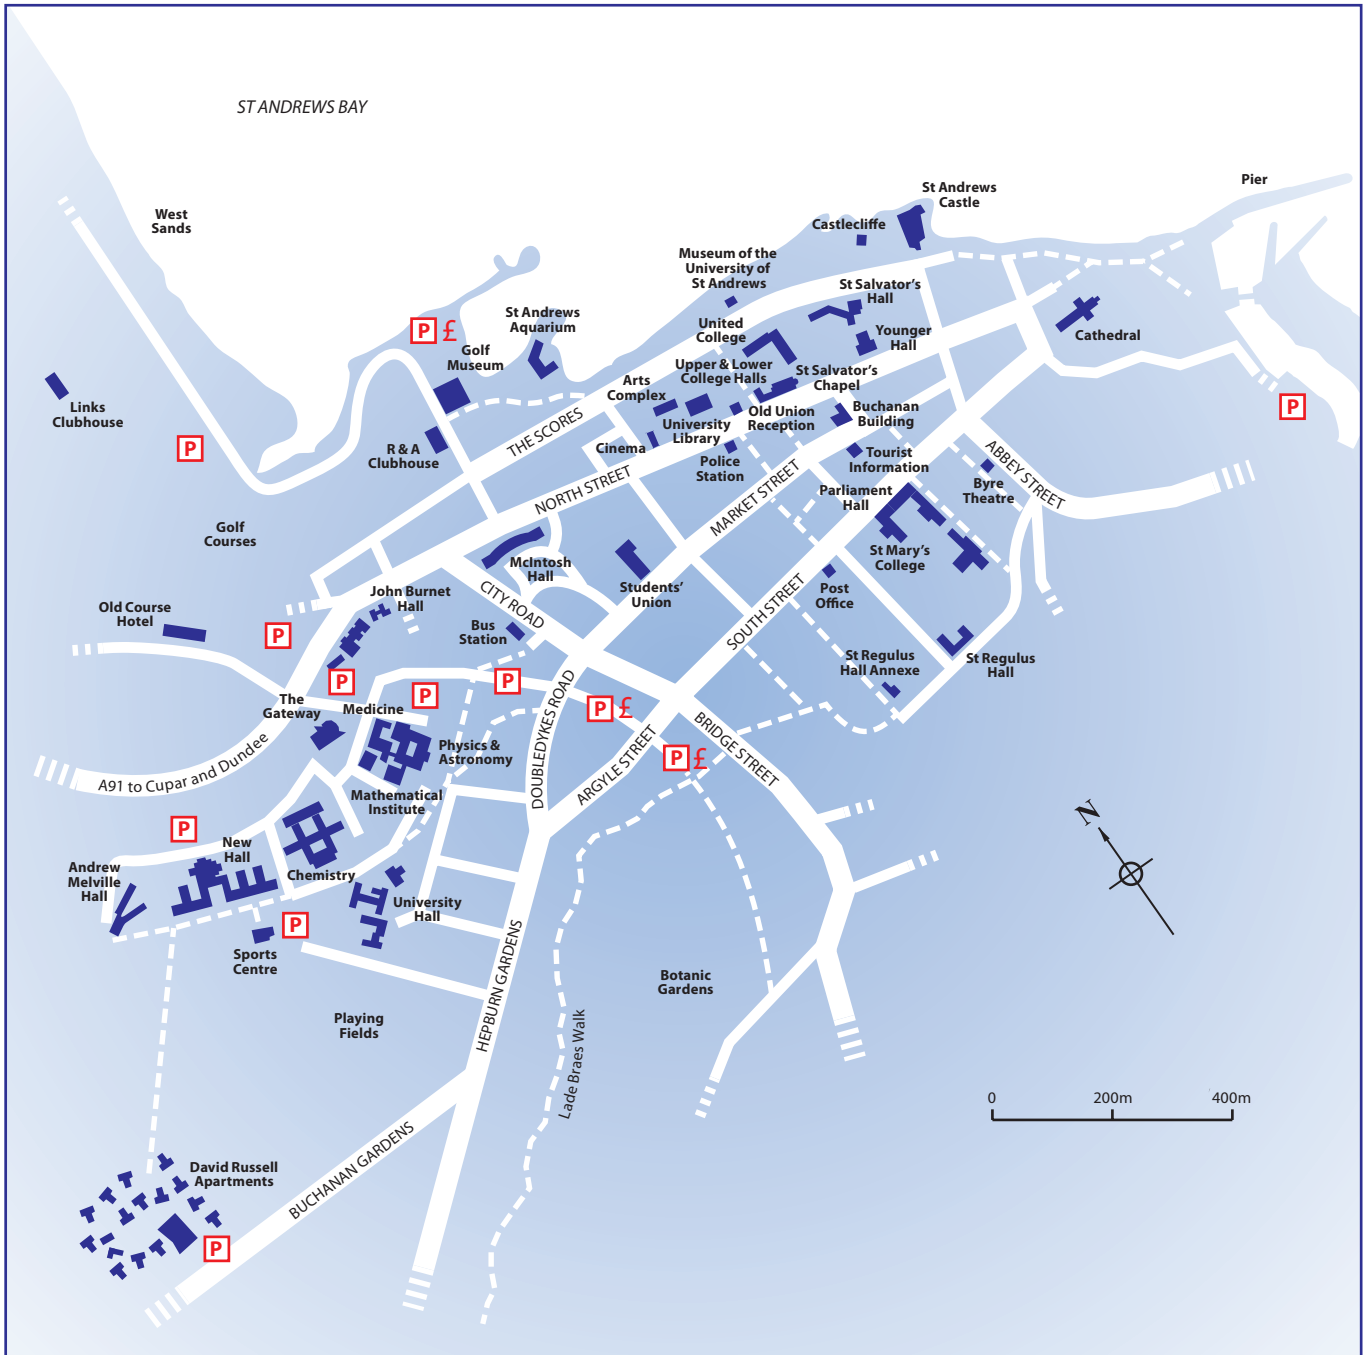 ST ANDREWS BAY
Pier
St Andrews
Castle
West
Sands
Castlecliffe
Museum of the
University of
St Andrews
St Salvator's
Hall
St Andrews
Aquarium
P £
United
College
Younger
Hall
Cathedral
Golf
Museum
Upper & Lower
College Halls
St Salvator's
Chapel
Arts
Complex
Links
Clubhouse
P
P
Old Union
Reception
Buchanan
Building
University
Library
THE SCORES
R & A
Clubhouse
Cinema
Police
Station
Tourist
Information
ABBEY STREET
Byre
Theatre
NORTH STREET
MARKET STREET
Parliament
Hall
Golf
Courses
St Mary's
College
McIntosh
Hall
Students'
Union
Post
Office
John Burnet
Hall
CITY ROAD
SOUTH STREET
Old Course
Hotel
P
Bus
Station
St Regulus
Hall Annexe
St Regulus
Hall
P
P
P
P £
The
Gateway
Medicine
DOUBLEDYKES ROAD
BRIDGE STREET
Physics &
Astronomy
A91 to Cupar and Dundee
ARGYLE STREET
P £
Mathematical
Institute
N
P
New
Hall
Andrew
Melville
Hall
Chemistry
University
Hall
P
Sports
Centre
HEPBURN GARDENS
Botanic
Gardens
Playing
Fields
Lade Braes Walk
0 200m 400m
BUCHANAN GARDENS
David Russell
Apartments
P